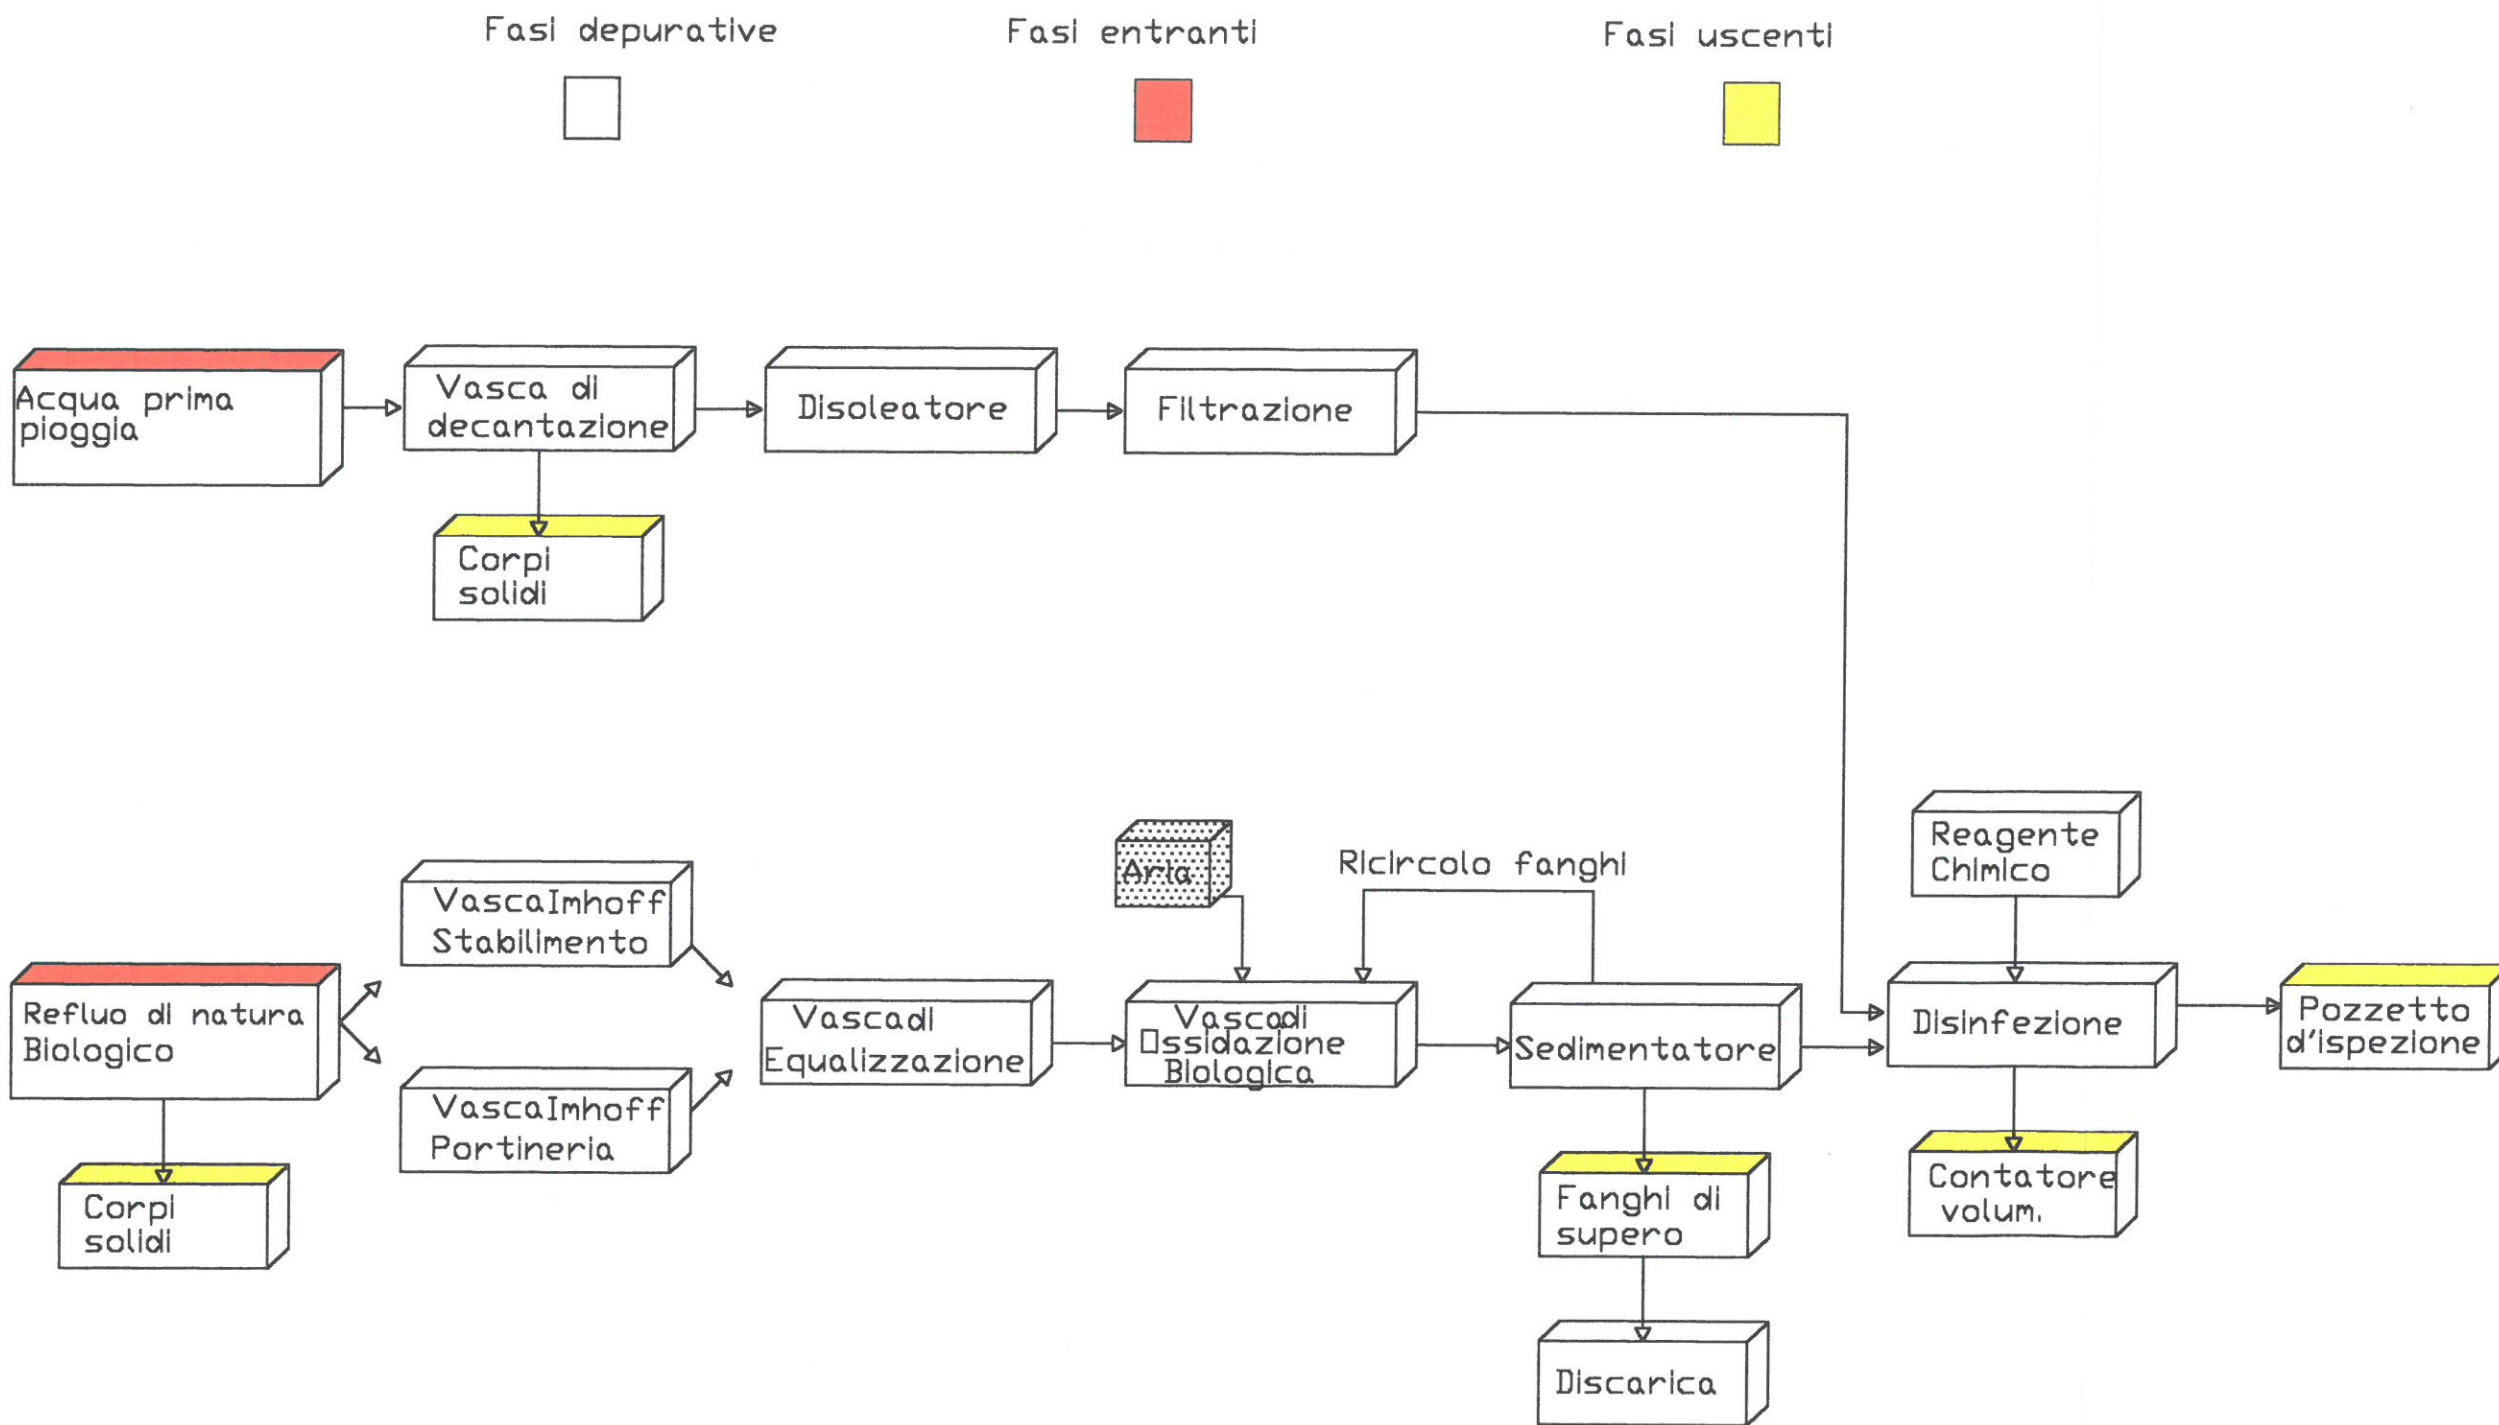 Fasi depurative
Fasi entranti
Fasi uscenti
Acqua prima
pioggia
Vasca di
decantazione
Disoleatore
Filtrazione
Corpi
solidi
Aria
Ricircolo fanghi
Reagente
Chimico
VascaImhoff
Stabilimento
Refluo di natura
Biologico
VascaImhoff
Portineria
Vascadi
Equalizzazione
Vascadi
Ossidazione
Biologica
Sedimentatore
Disinfezione
Pozzetto
d'ispezione
Corpi
solidi
Fanghi di
supero
Contatore
volum.
Discarica